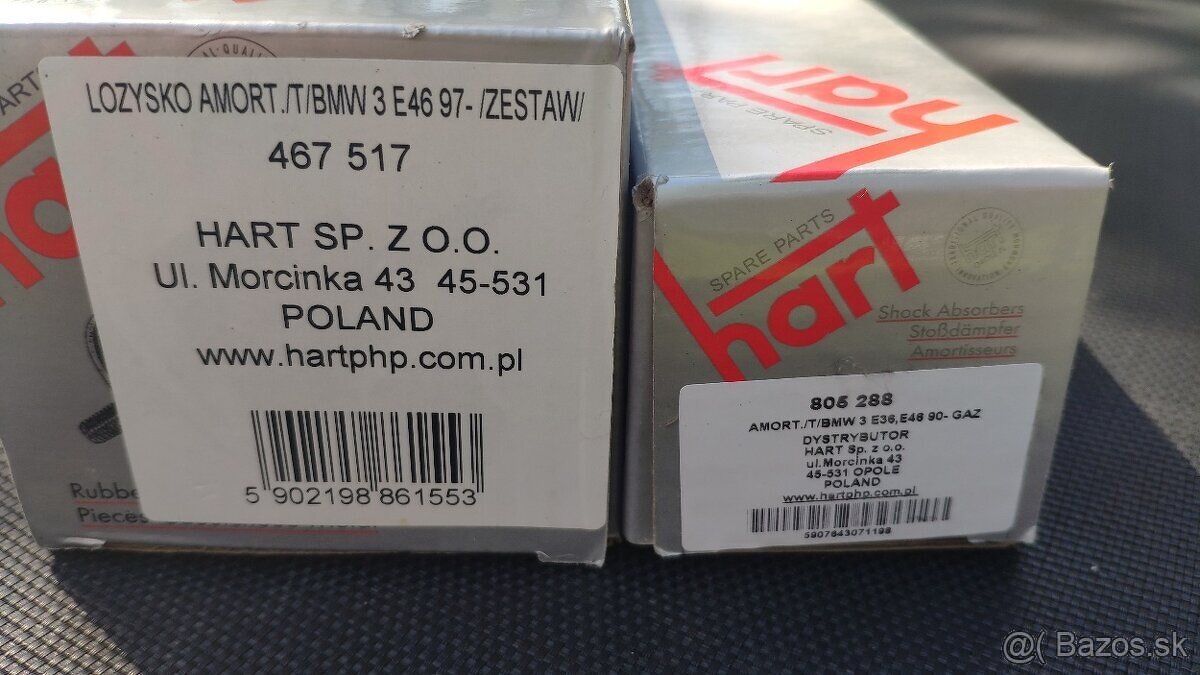 LOZYSKO AMORT./T/BMW 3 E46 97- /ZESTAW/
467 517
HART SP. Z O.O.
Ul. Morcinka 43 45-531
POLAND
www.hartphp.com.pl
5 902198 861553
Pieces
hart
SPARE PARTS
hart
Shock Absorbers
Stoßdämpfer
Amortisseurs
805 288
AMORT./T/BMW 3 E36,E46 90- GAZ
DYSTRYBUTOR
HART Sp. z o.o.
ul.Morcinka 43
45-531 OPOLE
POLAND
www.hartphp.com.pl
5907643071198
@( Bazos.sk